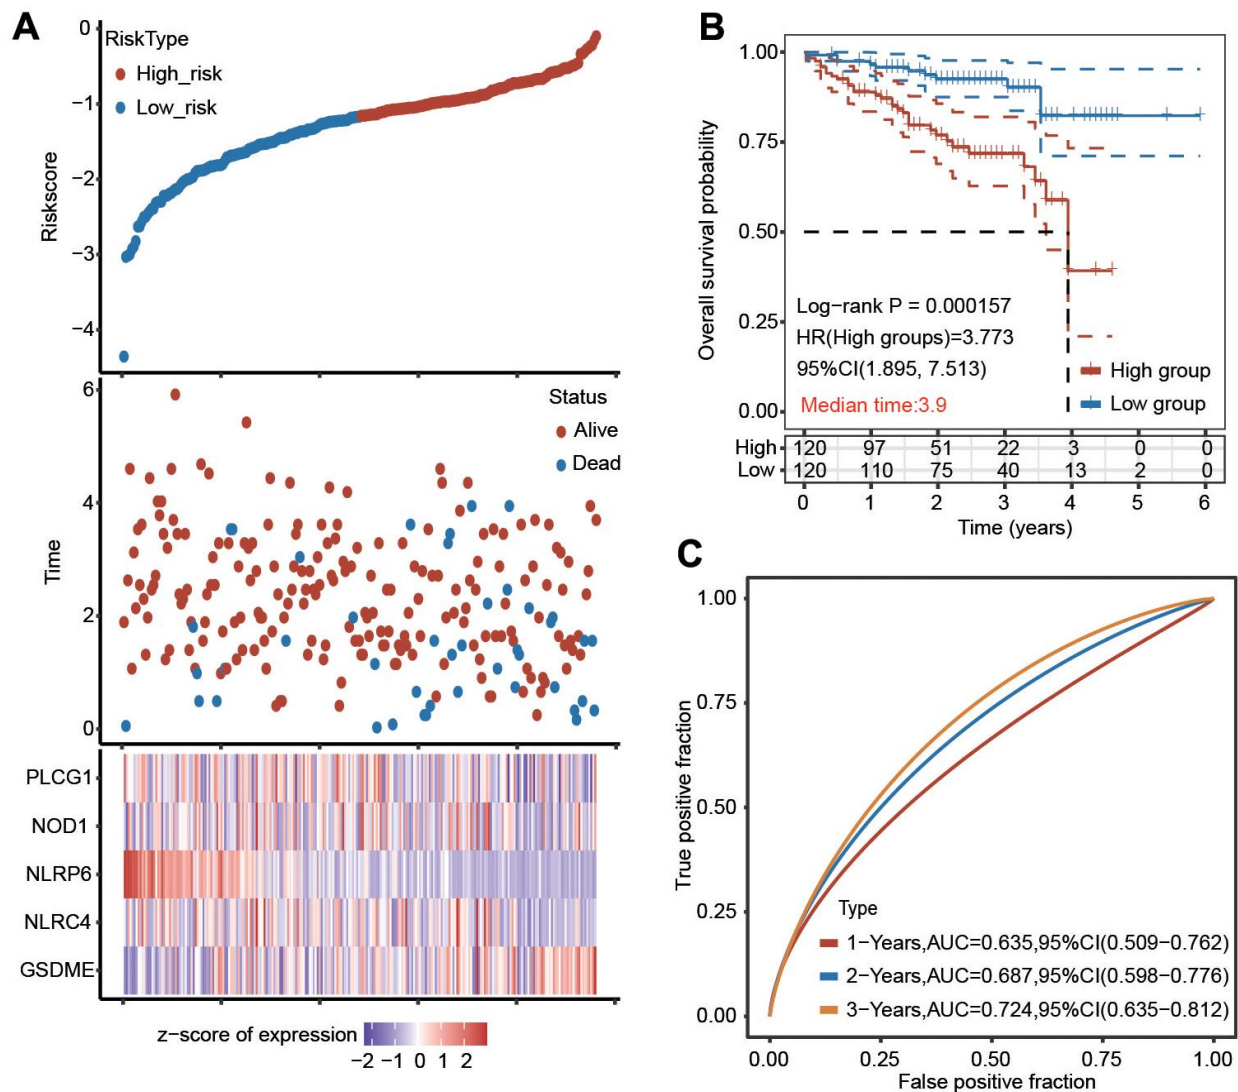 A
RiskType
High_risk
Low_risk
Riskscore
0
−1
−2
−3
−4
Status
Alive
Dead
Time
6
4
2
0
PLCG1
NOD1
NLRP6
NLRC4
GSDME
z−score of expression
−2 −1 0 1 2
B
Overall survival probability
1.00
0.75
0.50
0.25
0.00
Log−rank P = 0.000157
HR(High groups)=3.773
95%CI(1.895, 7.513)
Median time:3.9
High group
Low group
High 120 97 51 22 3 0 0
Low 120 110 75 40 13 2 0
0 1 2 3 4 5 6
Time (years)
C
True positive fraction
1.00
0.75
0.50
0.25
0.00
Type
1−Years,AUC=0.635,95%CI(0.509−0.762)
2−Years,AUC=0.687,95%CI(0.598−0.776)
3−Years,AUC=0.724,95%CI(0.635−0.812)
0.00 0.25 0.50 0.75 1.00
False positive fraction